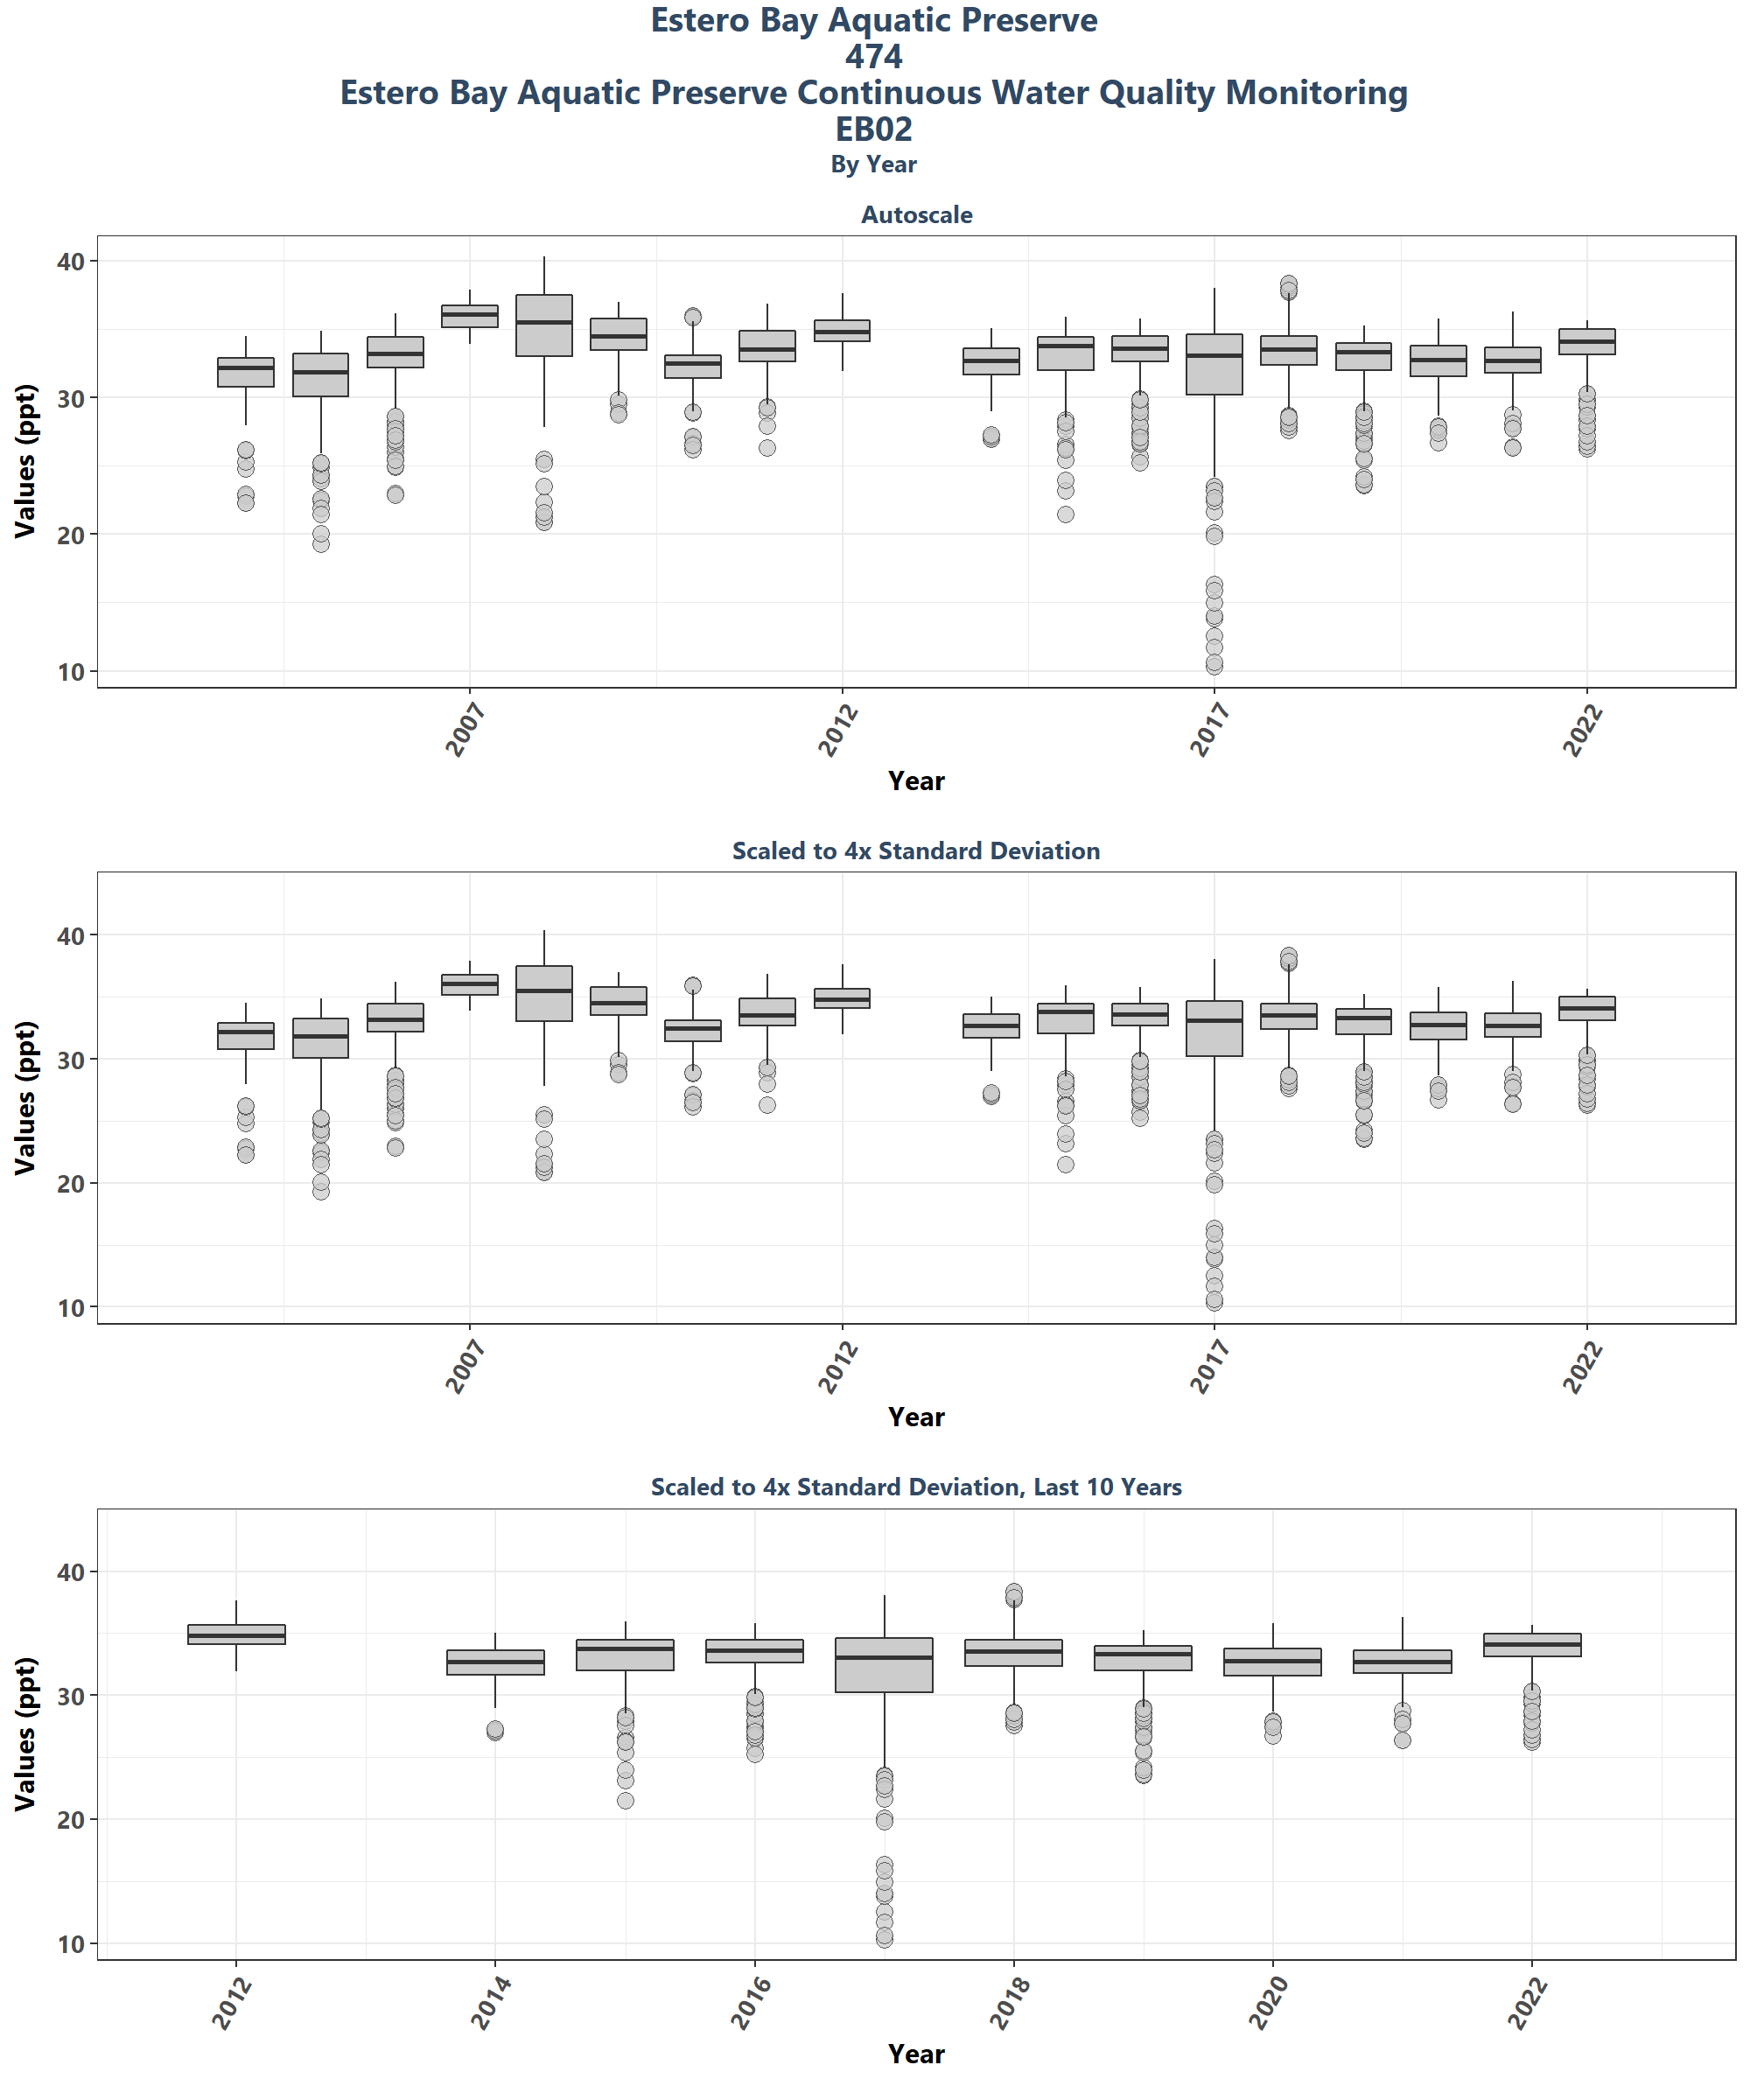 Estero Bay Aquatic Preserve
474
Estero Bay Aquatic Preserve Continuous Water Quality Monitoring
EB02
By Year
Autoscale
Values (ppt)
40
30
20
10
2007
2012
2017
2022
Year
Scaled to 4x Standard Deviation
Values (ppt)
40
30
20
10
2007
2012
2017
2022
Year
Scaled to 4x Standard Deviation, Last 10 Years
Values (ppt)
40
30
20
10
2012
2014
2016
2018
2020
2022
Year